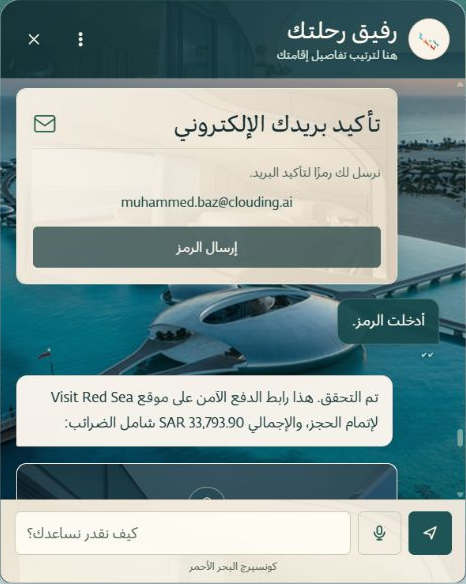 رفيق رحلتك
هنا لترتيب تفاصيل إقامتك
تأكيد بريدك الإلكتروني
نرسل لك رمزًا لتأكيد البريد.
muhammed.baz@clouding.ai
إرسال الرمز
أدخلت الرمز.
تم التحقق. هذا رابط الدفع الآمن على موقع Visit Red Sea
لإتمام الحجز، والإجمالي SAR 33,793.90 شامل الضرائب:
كيف نقدر نساعدك؟
كونسيرج البحر الأحمر